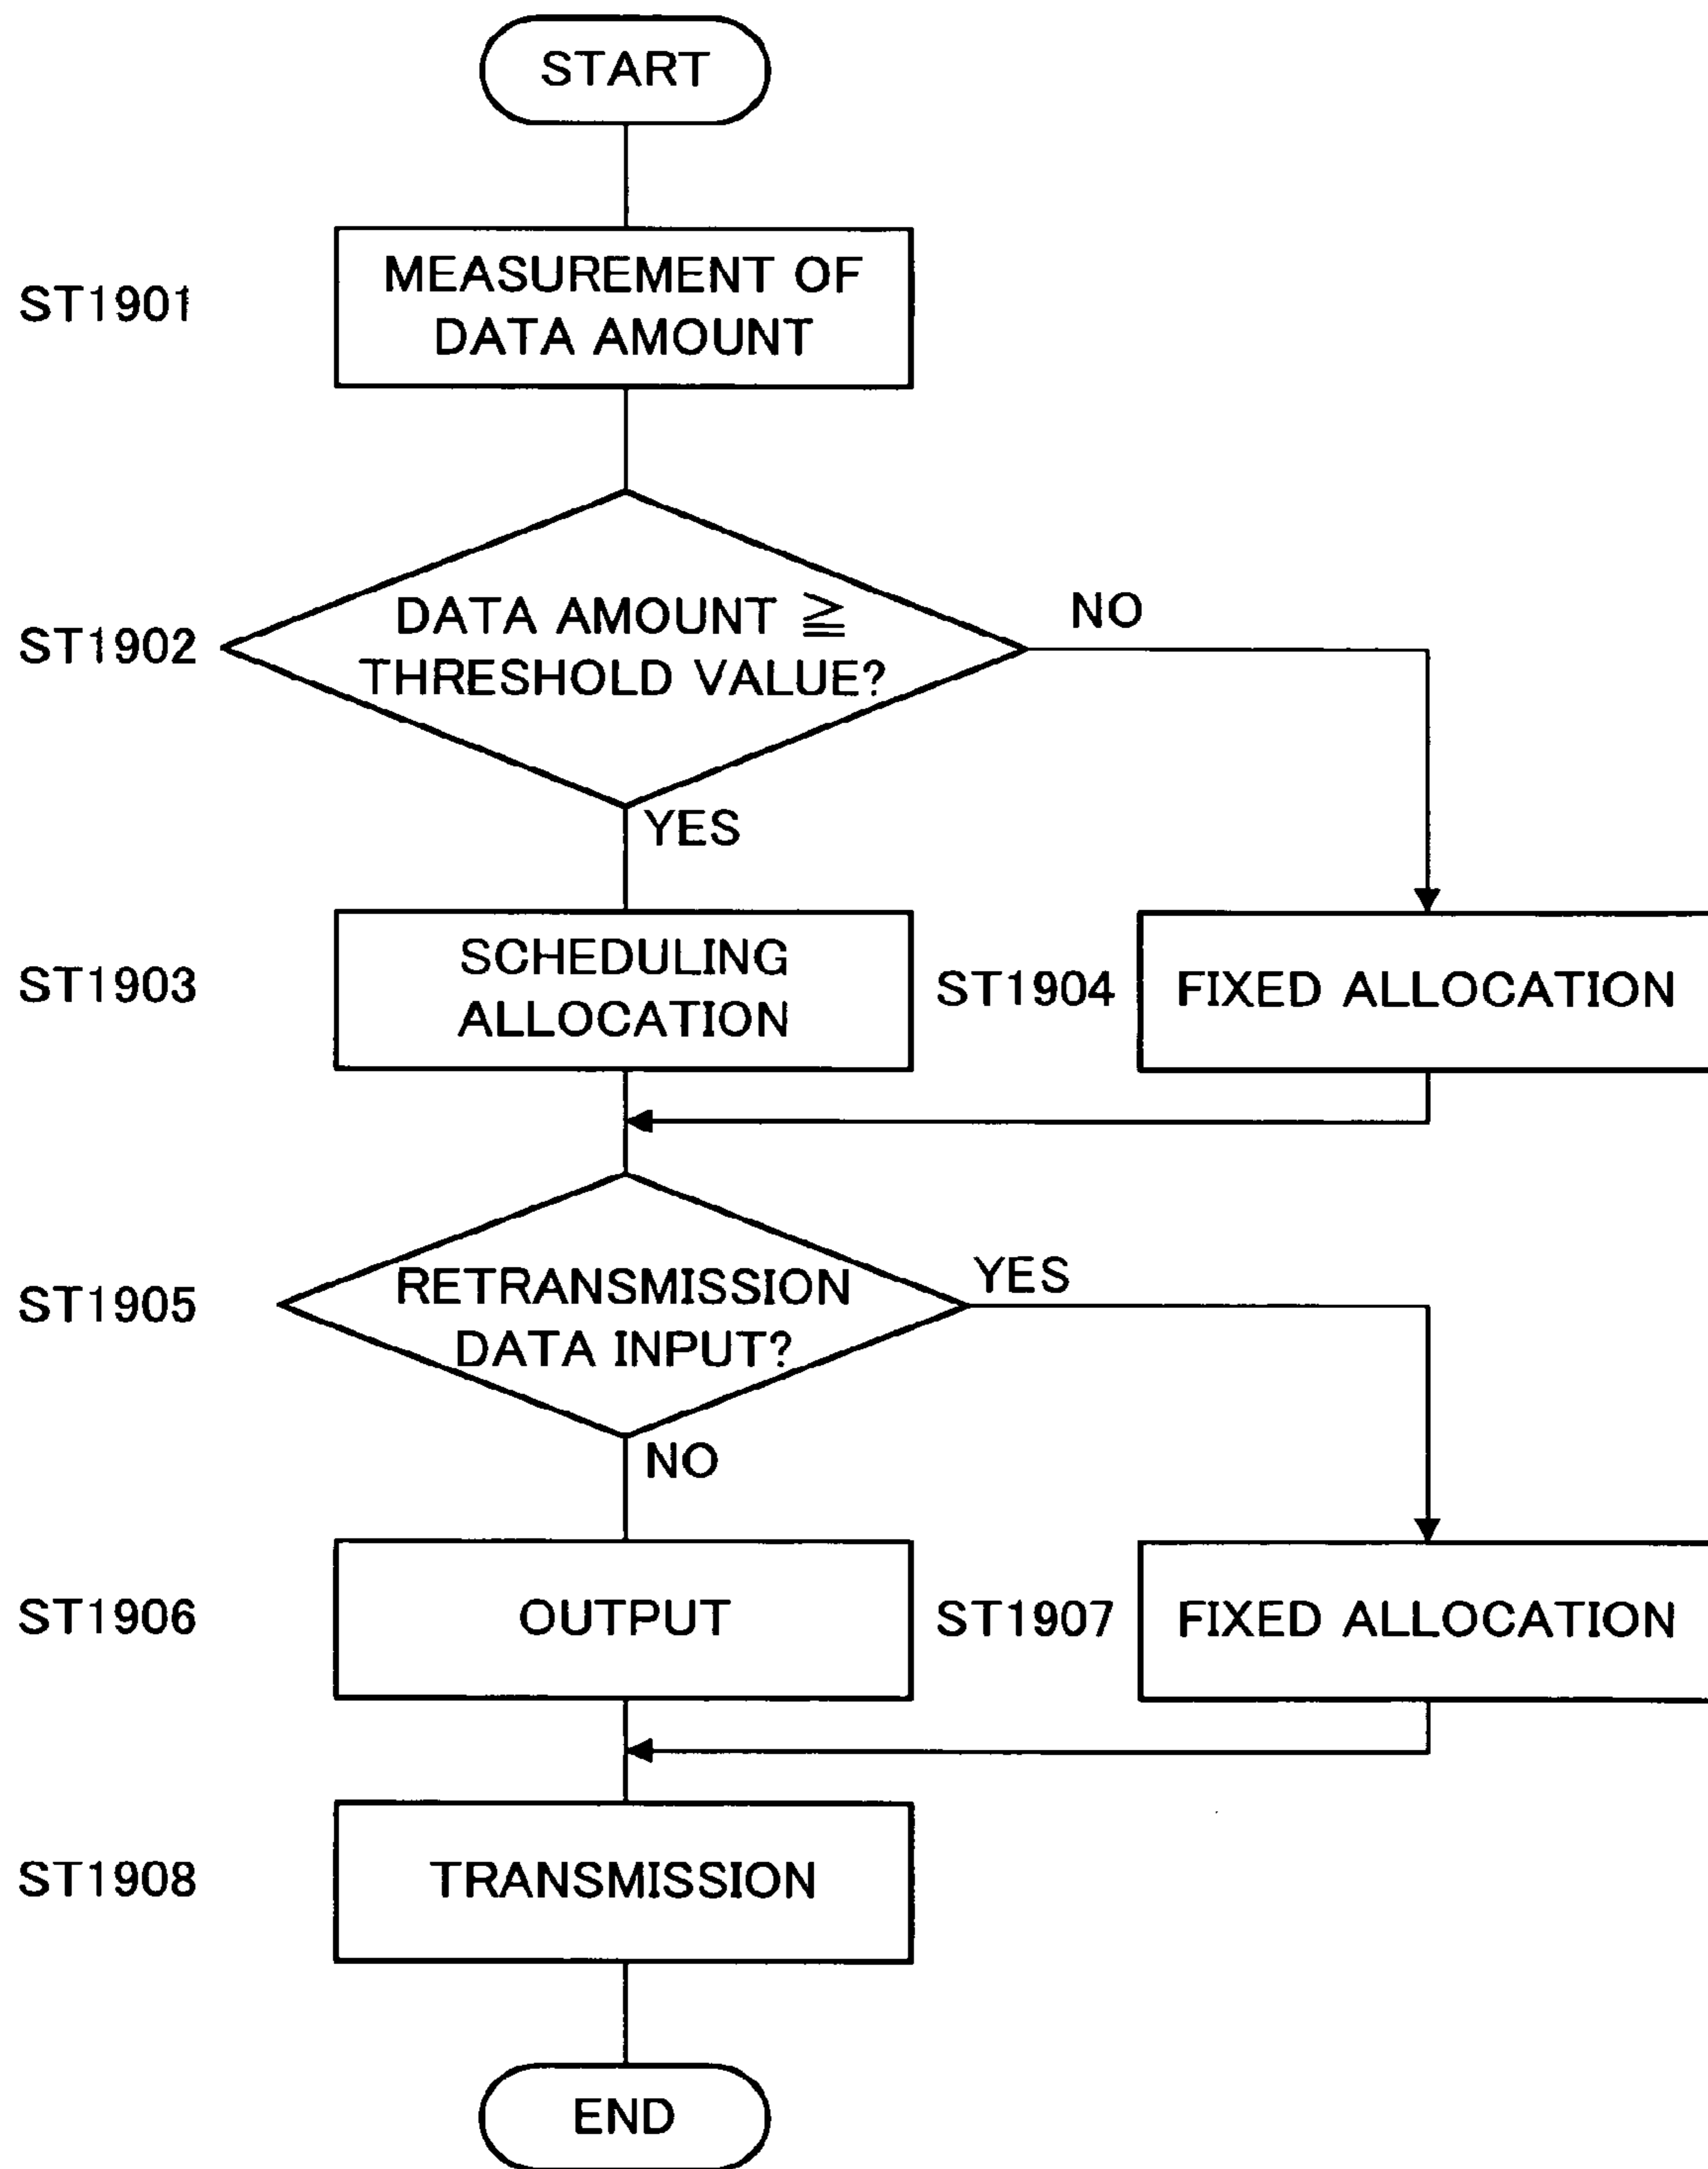 START
ST1901
MEASUREMENT OF
DATA AMOUNT
ST1902
DATA AMOUNT ≧
THRESHOLD VALUE?
NO
YES
ST1903
SCHEDULING
ALLOCATION
ST1904
FIXED ALLOCATION
ST1905
RETRANSMISSION
DATA INPUT?
YES
NO
ST1906
OUTPUT
ST1907
FIXED ALLOCATION
ST1908
TRANSMISSION
END